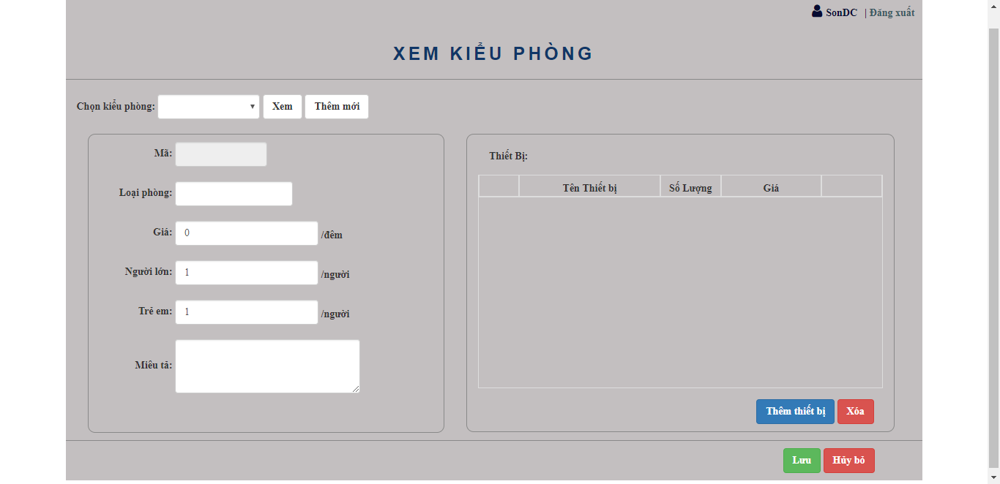 SonDC | Đăng xuất
XEM KIỂU PHÒNG
Chọn kiểu phòng: Xem Thêm mới
Mã:
Loại phòng:
Giá: 0 /đêm
Người lớn: 1 /người
Trẻ em: 1 /người
Miêu tả:
Thiết Bị:
Tên Thiết bị Số Lượng Giá
Thêm thiết bị Xóa
Lưu Hủy bỏ